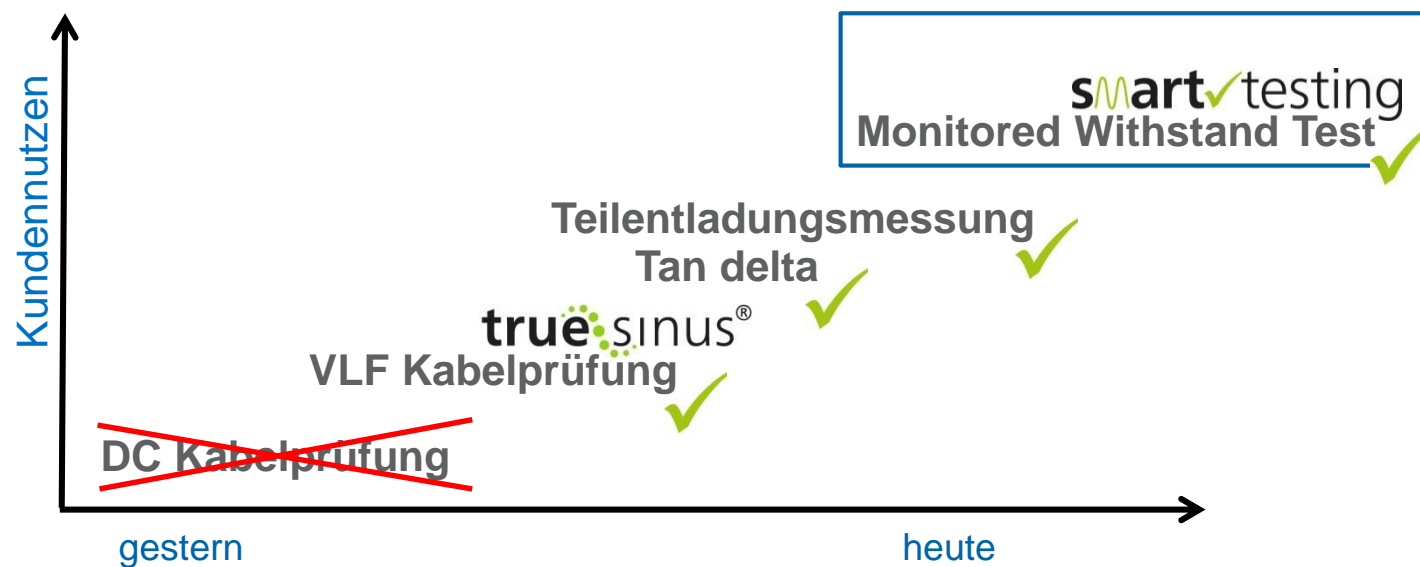 Kundennutzen
smart testing
Monitored Withstand Test
Teilentladungsmessung
Tan delta
true sinus®
VLF Kabelprüfung
DC Kabelprüfung
gestern heute